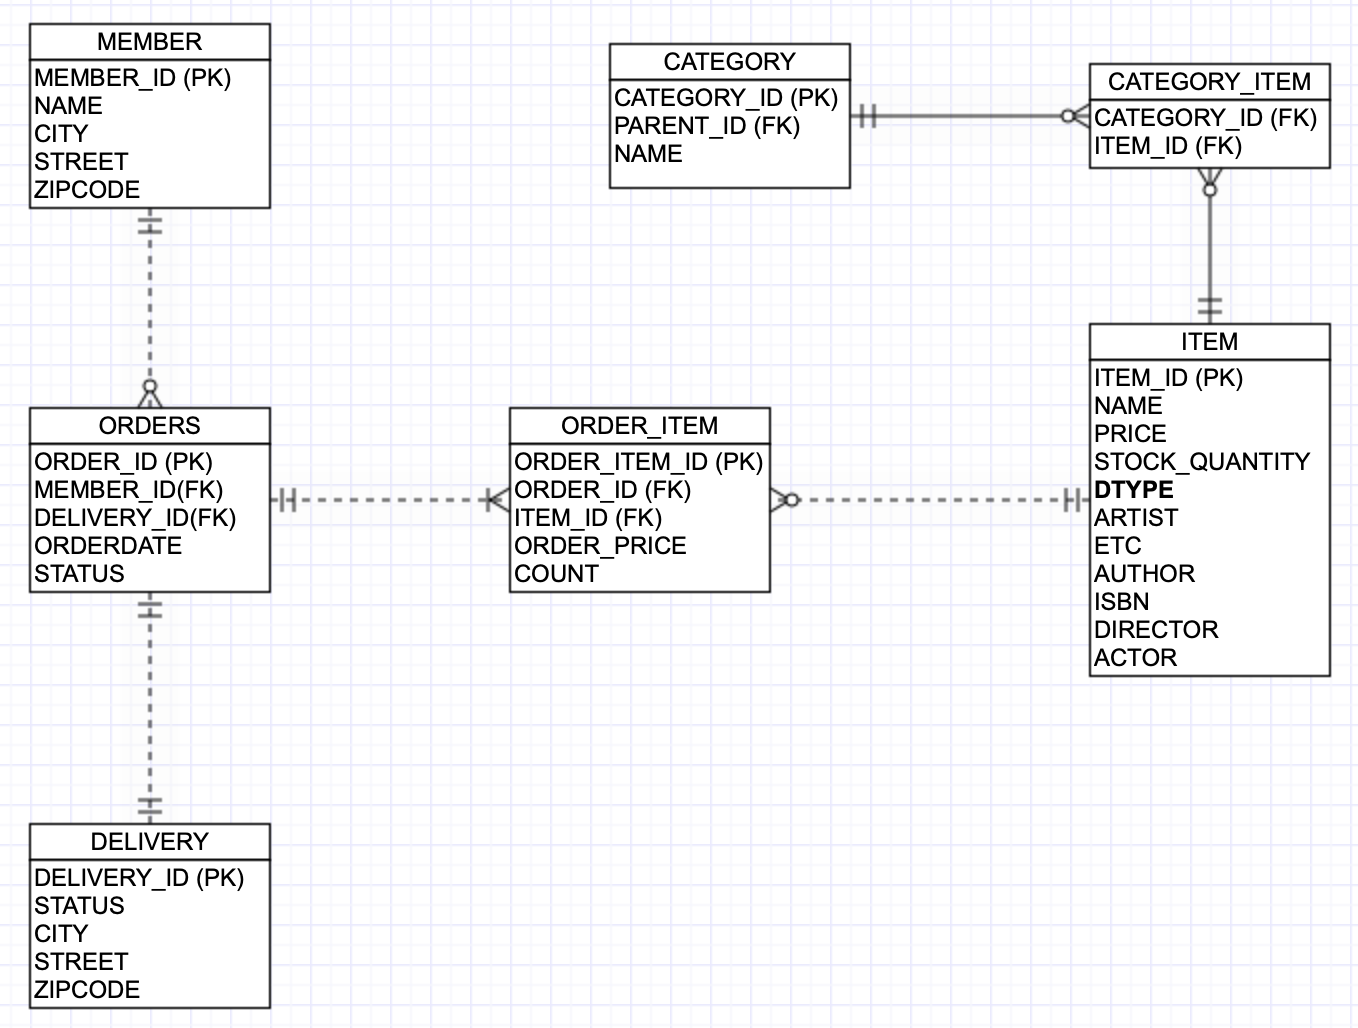 MEMBER
MEMBER_ID (PK)
NAME
CITY
STREET
ZIPCODE
CATEGORY
CATEGORY_ID (PK)
PARENT_ID (FK)
NAME
CATEGORY_ITEM
CATEGORY_ID (FK)
ITEM_ID (FK)
ORDERS
ORDER_ID (PK)
MEMBER_ID(FK)
DELIVERY_ID(FK)
ORDERDATE
STATUS
ORDER_ITEM
ORDER_ITEM_ID (PK)
ORDER_ID (FK)
ITEM_ID (FK)
ORDER_PRICE
COUNT
ITEM
ITEM_ID (PK)
NAME
PRICE
STOCK_QUANTITY
DTYPE
ARTIST
ETC
AUTHOR
ISBN
DIRECTOR
ACTOR
DELIVERY
DELIVERY_ID (PK)
STATUS
CITY
STREET
ZIPCODE